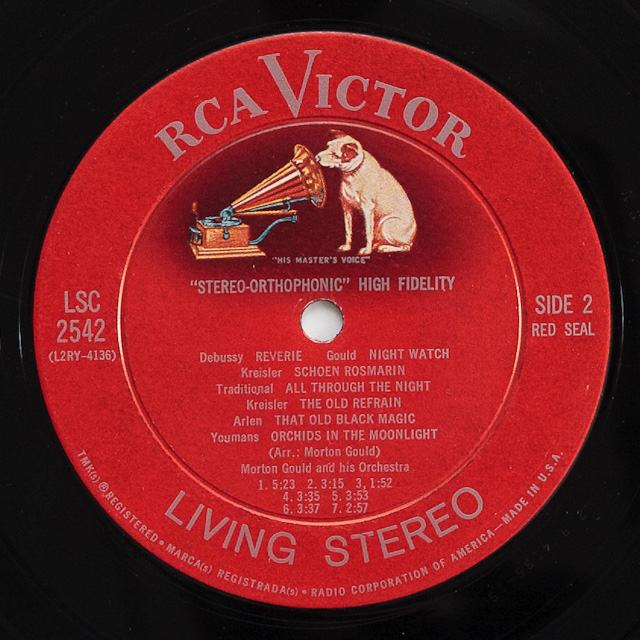 RCA VICTOR
"HIS MASTER'S VOICE"
"STEREO-ORTHOPHONIC" HIGH FIDELITY
LSC
2542
(L2RY-4136)
SIDE 2
RED SEAL
Debussy REVERIE Gould NIGHT WATCH
Kreisler SCHOEN ROSMARIN
Traditional ALL THROUGH THE NIGHT
Kreisler THE OLD REFRAIN
Arlen THAT OLD BLACK MAGIC
Youmans ORCHIDS IN THE MOONLIGHT
(Arr.: Morton Gould)
Morton Gould and his Orchestra
1. 5:23 2. 3:15 3, 1:52
4. 3:35 5. 3:53
6. 3:37 7. 2:57
LIVING STEREO
TMK(s) ® REGISTERED • MARCA(s) REGISTRADA(s) • RADIO CORPORATION OF AMERICA—MADE IN U.S.A.